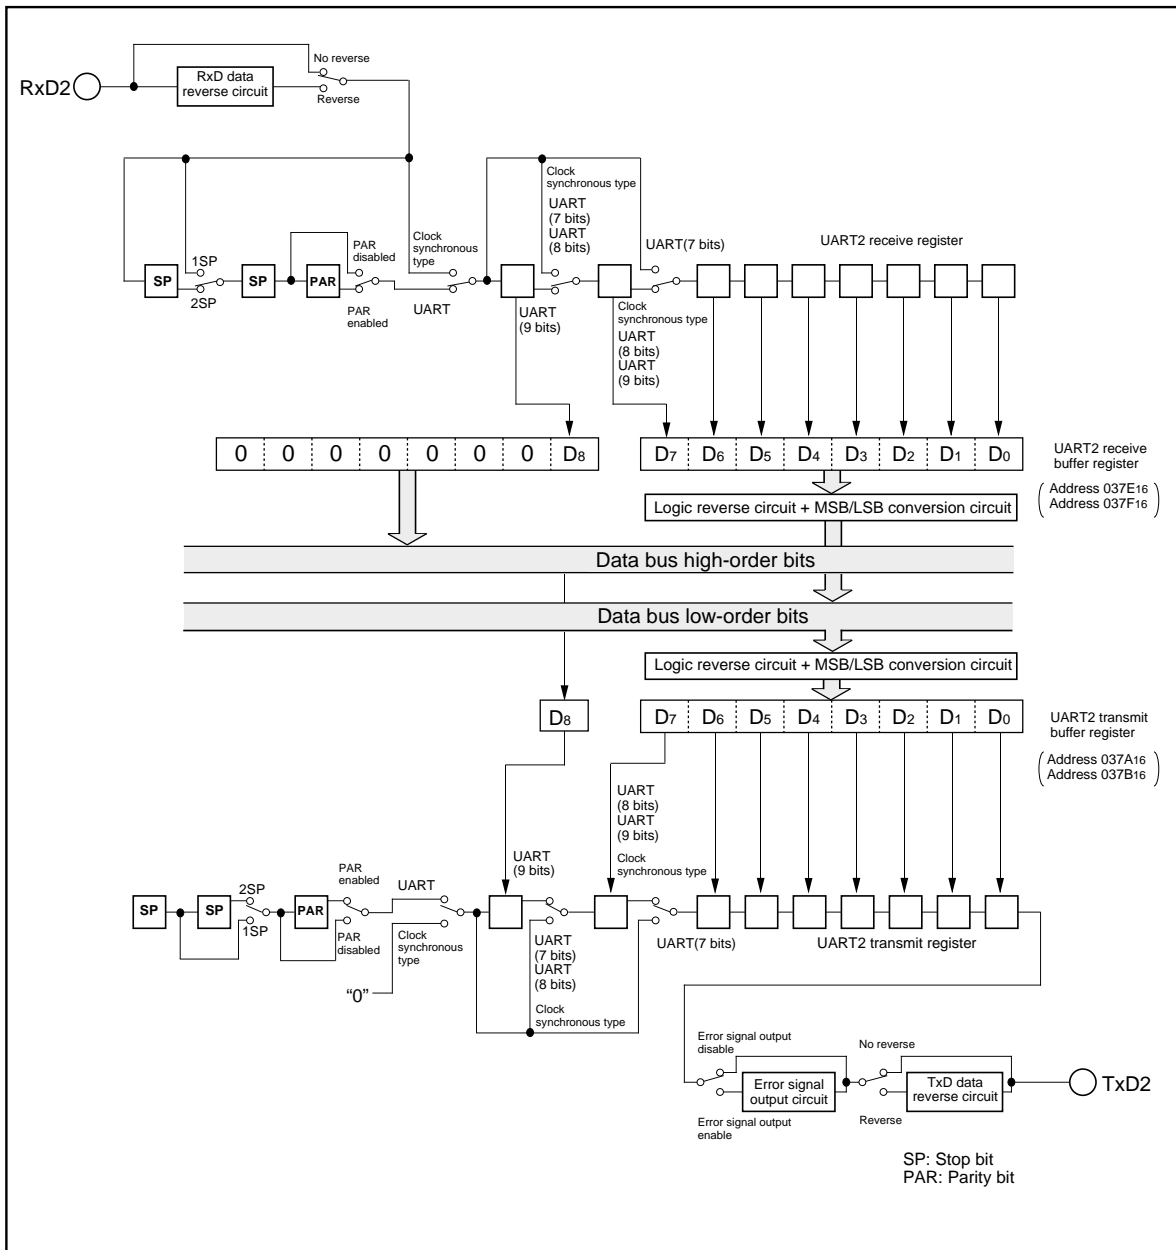 No reverse
RxD2
RxD data
reverse circuit
Reverse
Clock
synchronous type
UART
(7 bits)
UART
(8 bits)
UART(7 bits)
UART2 receive register
1SP
PAR
disabled
Clock
synchronous
type
SP
SP
PAR
2SP
PAR
enabled
UART
UART
(9 bits)
Clock
synchronous type
UART
(8 bits)
UART
(9 bits)
0 0 0 0 0 0 0 D8
D7 D6 D5 D4 D3 D2 D1 D0
UART2 receive
buffer register
Address 037E16
Address 037F16
Logic reverse circuit + MSB/LSB conversion circuit
Data bus high-order bits
Data bus low-order bits
Logic reverse circuit + MSB/LSB conversion circuit
D8
D7 D6 D5 D4 D3 D2 D1 D0
UART2 transmit
buffer register
Address 037A16
Address 037B16
UART
(8 bits)
UART
(9 bits)
Clock
synchronous type
UART
(9 bits)
PAR
enabled
UART
2SP
SP
SP
PAR
1SP
PAR
disabled
Clock
synchronous
type
“0”
UART
(7 bits)
UART
(8 bits)
Clock
synchronous type
UART(7 bits)
UART2 transmit register
Error signal output
disable
No reverse
Error signal
output circuit
TxD data
reverse circuit
TxD2
Error signal output
enable
Reverse
SP: Stop bit
PAR: Parity bit